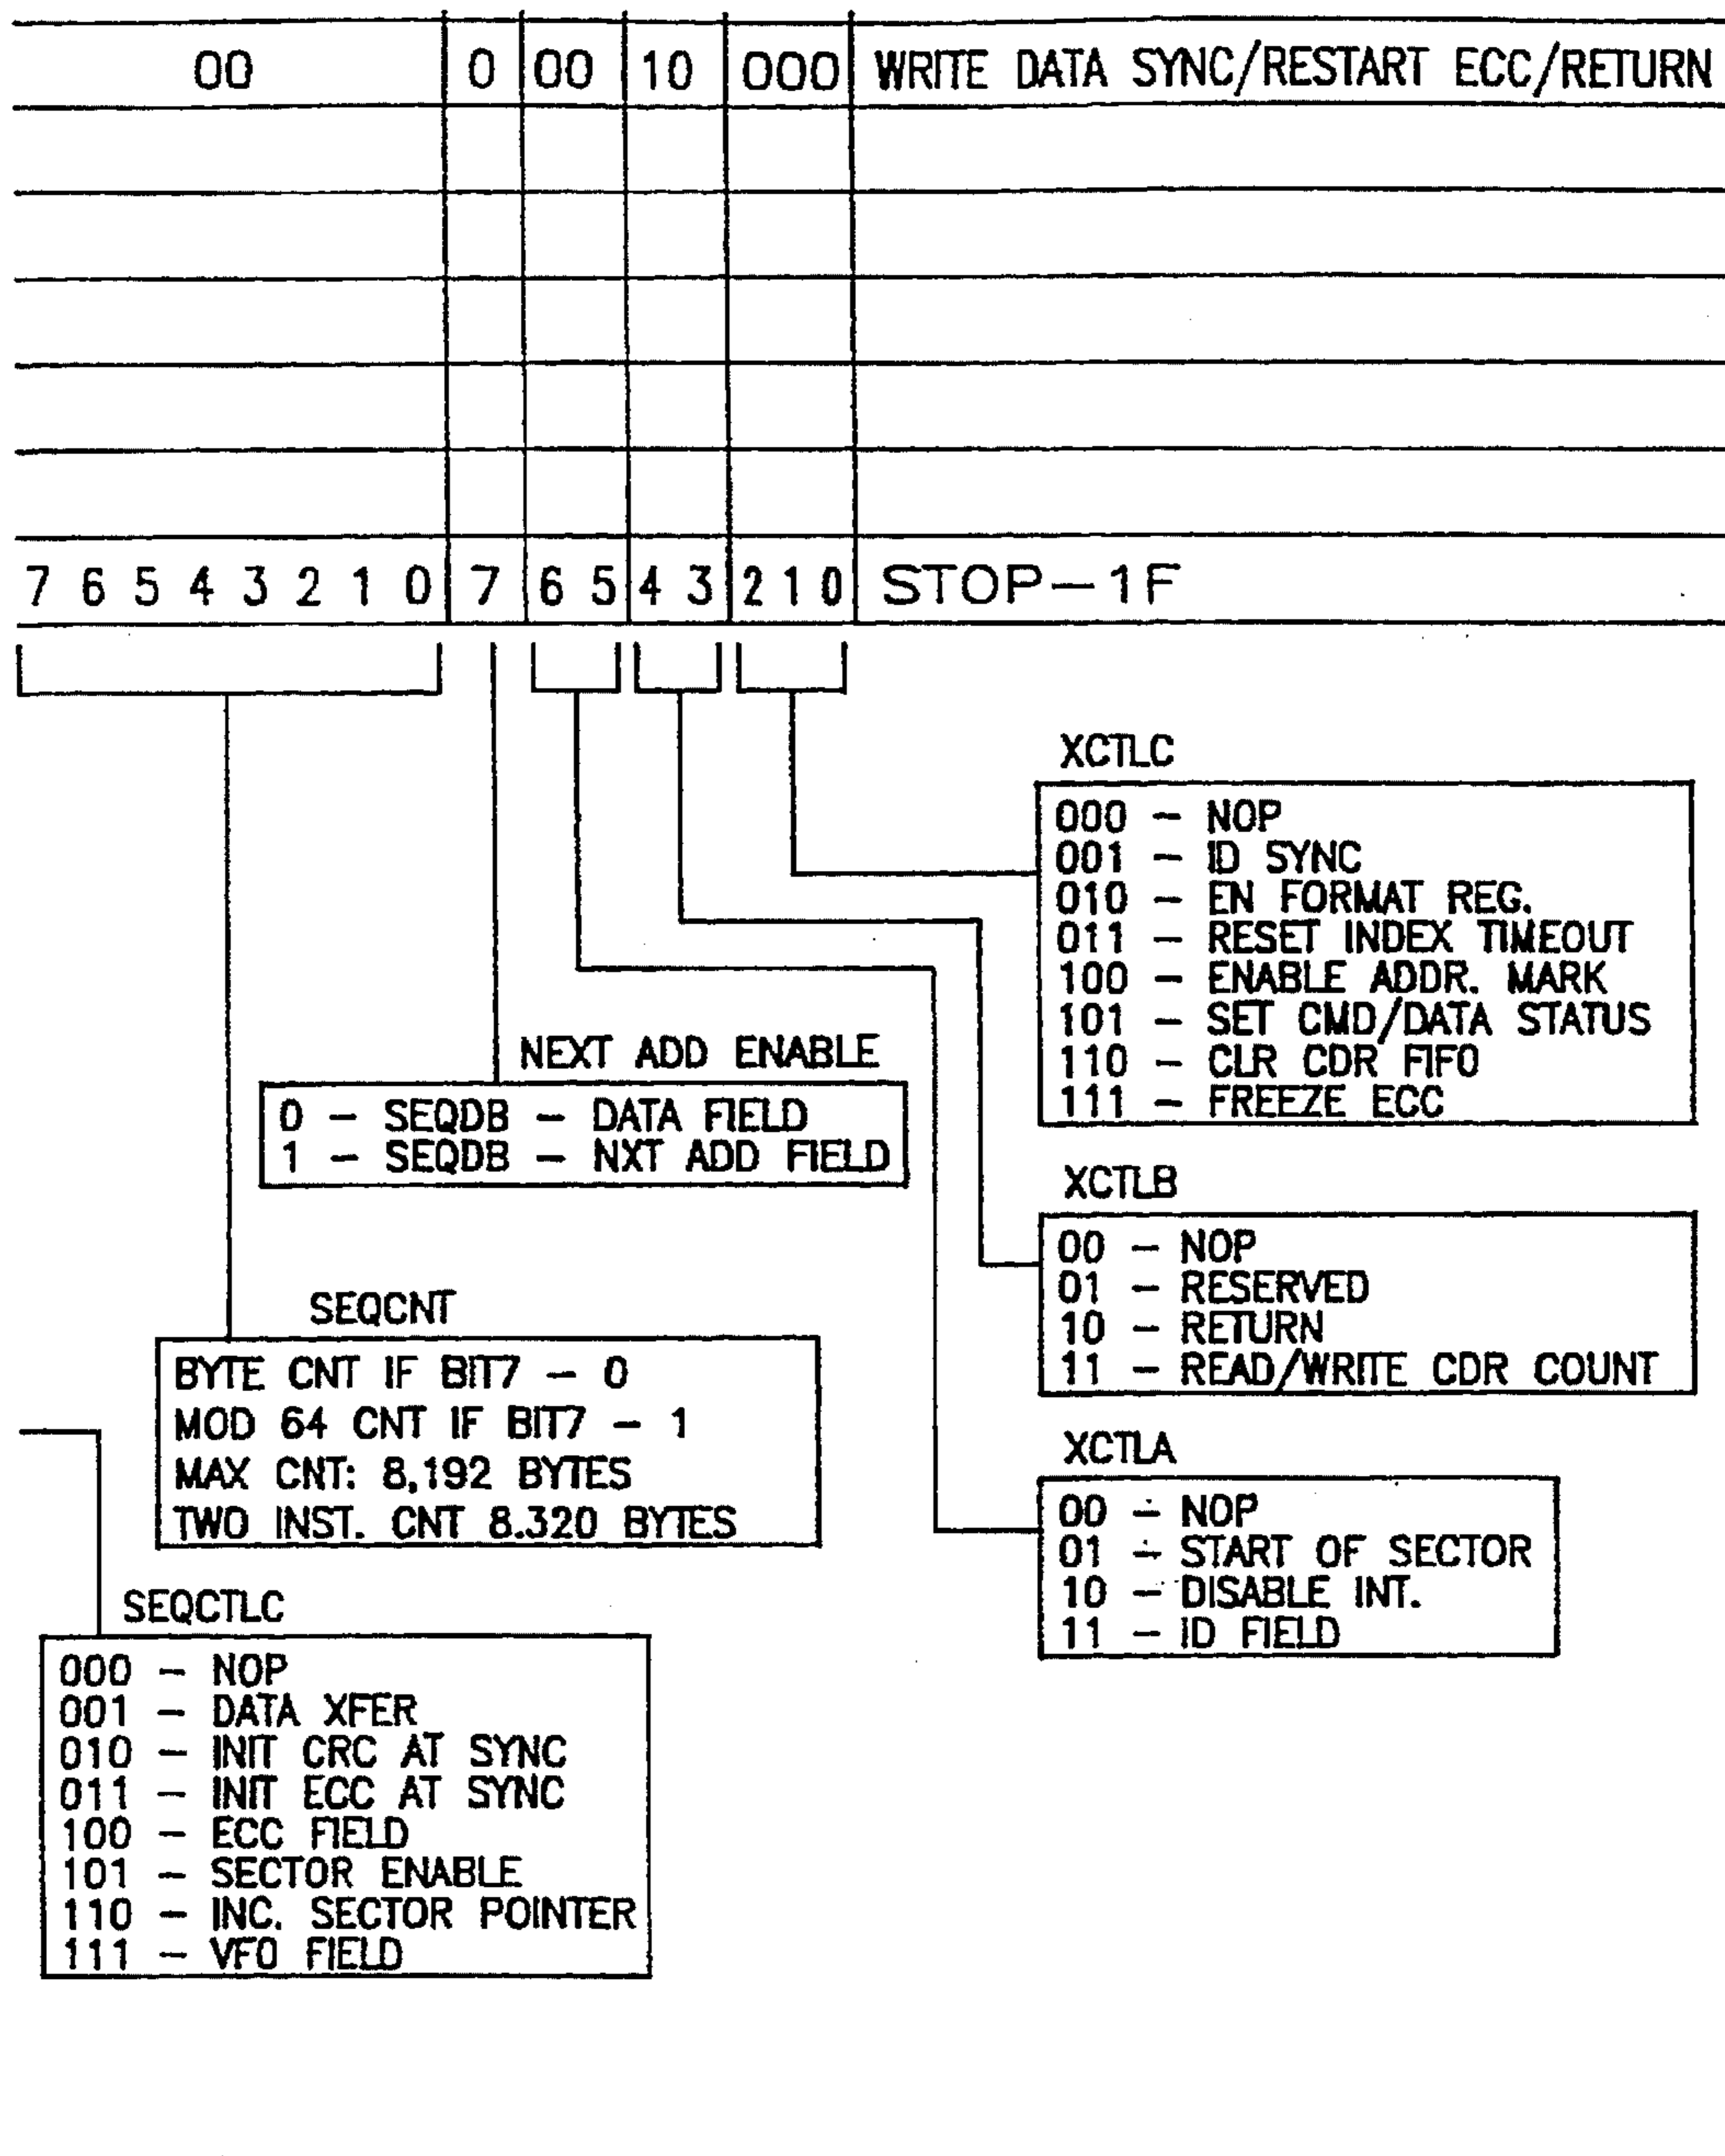 00 0 00 10 000 WRITE DATA SYNC/RESTART ECC/RETURN
7 6 5 4 3 2 1 0 7 6 5 4 3 2 1 0 STOP-1F
XCTLC
000 - NOP
001 - ID SYNC
010 - EN FORMAT REG.
011 - RESET INDEX TIMEOUT
100 - ENABLE ADDR. MARK
101 - SET CMD/DATA STATUS
110 - CLR CDR FIFO
111 - FREEZE ECC
NEXT ADD ENABLE
0 - SEQDB - DATA FIELD
1 - SEQDB - NXT ADD FIELD
XCTLB
00 - NOP
01 - RESERVED
10 - RETURN
11 - READ/WRITE CDR COUNT
SEQCNT
BYTE CNT IF BIT7 - 0
MOD 64 CNT IF BIT7 - 1
MAX CNT: 8,192 BYTES
TWO INST. CNT 8.320 BYTES
XCTLA
00 - NOP
01 - START OF SECTOR
10 - DISABLE INT.
11 - ID FIELD
SEQCTLC
000 - NOP
001 - DATA XFER
010 - INIT CRC AT SYNC
011 - INIT ECC AT SYNC
100 - ECC FIELD
101 - SECTOR ENABLE
110 - INC. SECTOR POINTER
111 - VFO FIELD